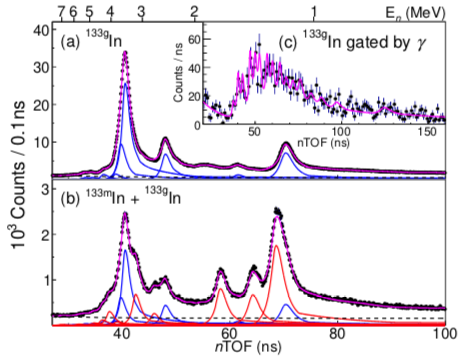 7 6 5 4 3 2 1 Eₙ (MeV)
(a) ¹³³ᵍIn
40
30
20
10
(c) ¹³³ᵍIn gated by γ
60
40
20
0
Counts / ns
50 100 150
nTOF (ns)
10³ Counts / 0.1ns
(b) ¹³³ᵐIn + ¹³³ᵍIn
3
2
1
40 60 80 100
nTOF (ns)